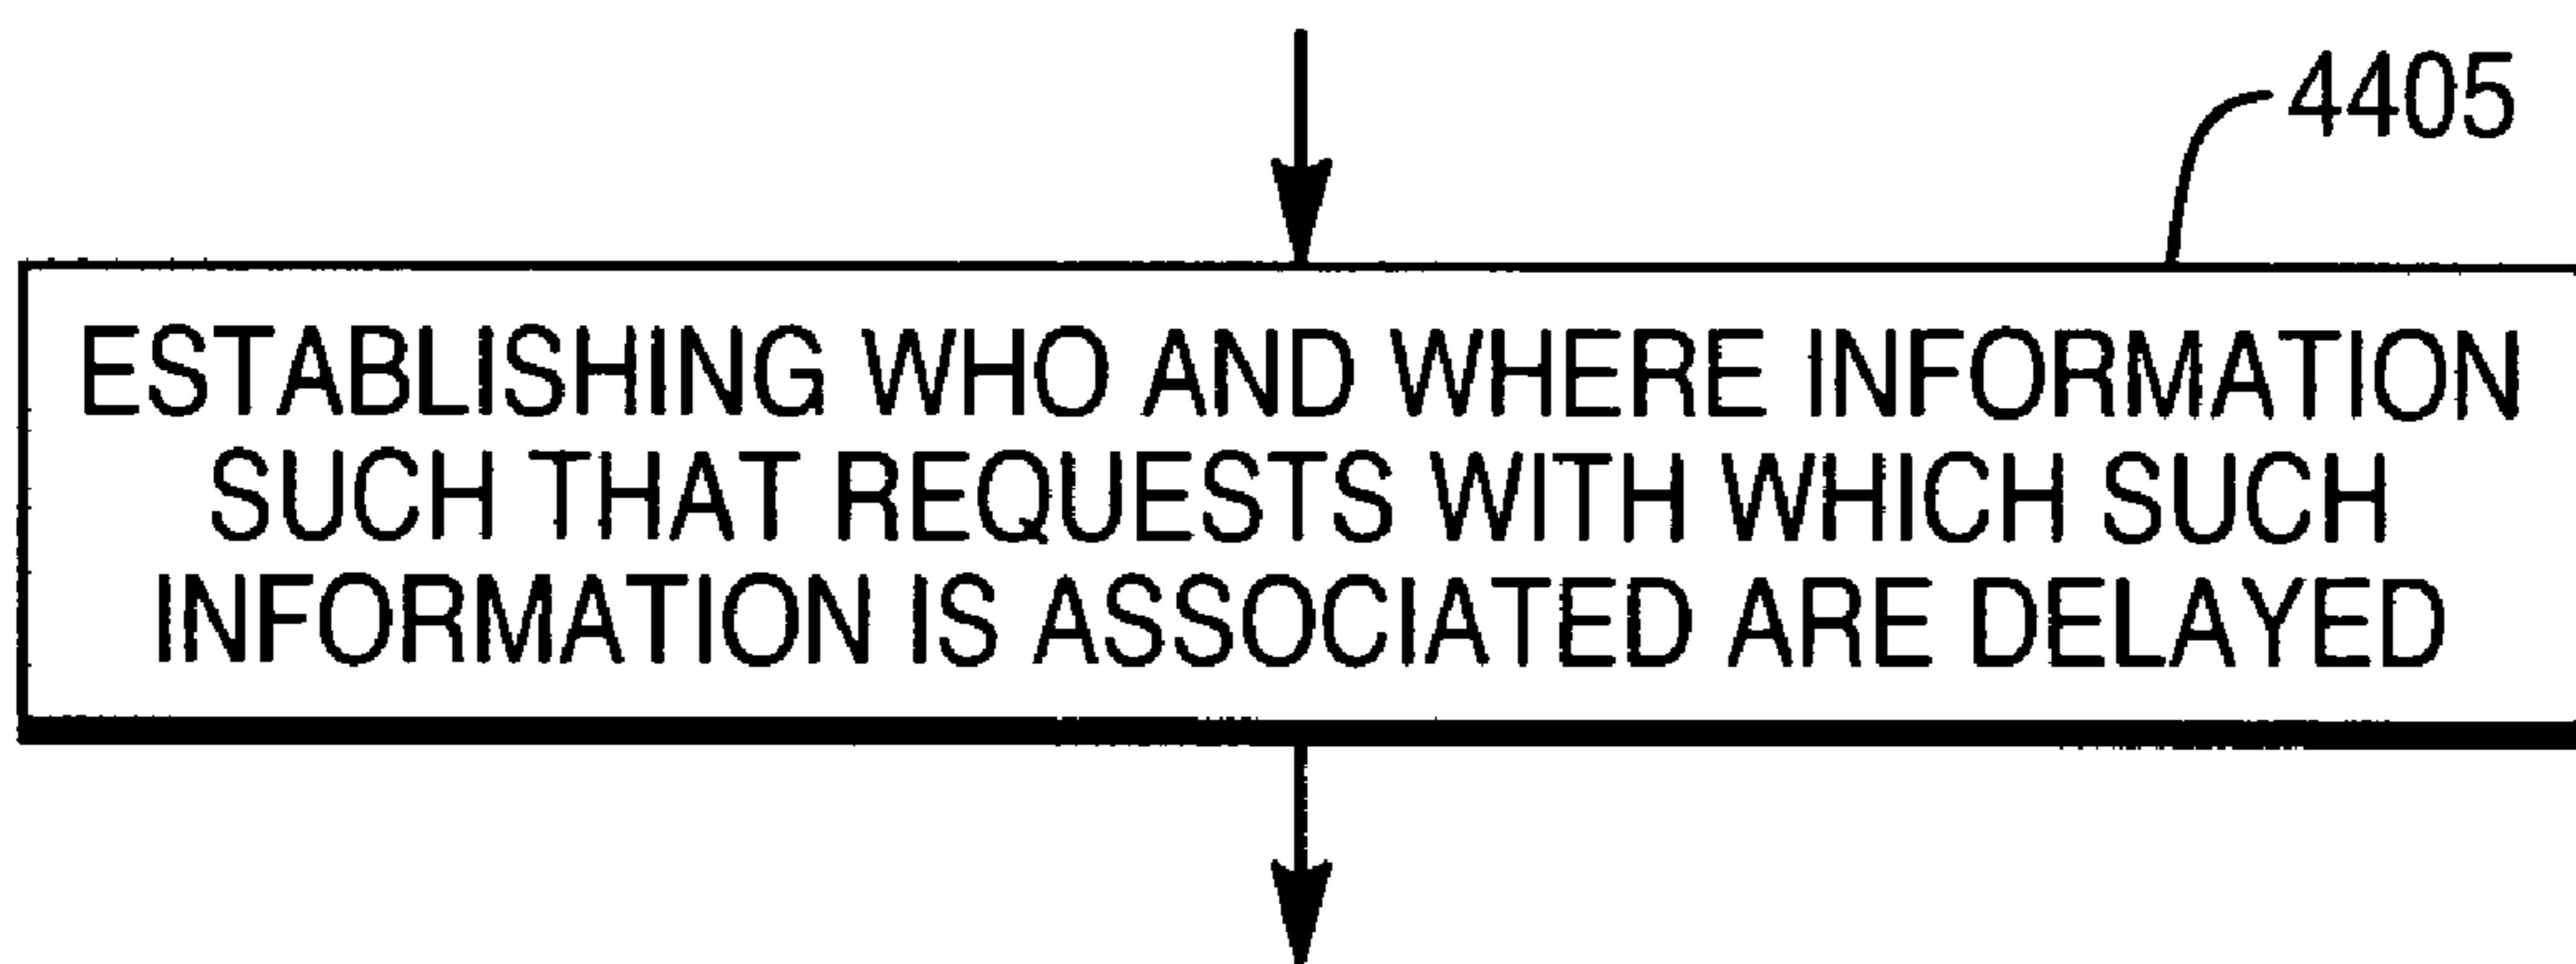 4405
ESTABLISHING WHO AND WHERE INFORMATION
SUCH THAT REQUESTS WITH WHICH SUCH
INFORMATION IS ASSOCIATED ARE DELAYED